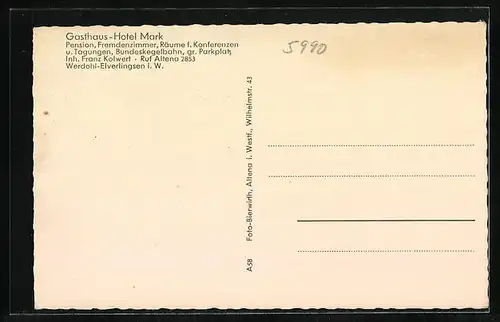 Gasthaus-Hotel Mark
Pension, Fremdenzimmer, Räume f. Konferenzen
u. Tagungen, Bundeskegelbahn, gr. Parkplatz
Inh. Franz Kolwert · Ruf Altena 2853
Werdohl-Elverlingsen i. W.
5990
A58 Foto-Bierwirth, Altena i. Westf., Wilhelmstr. 43